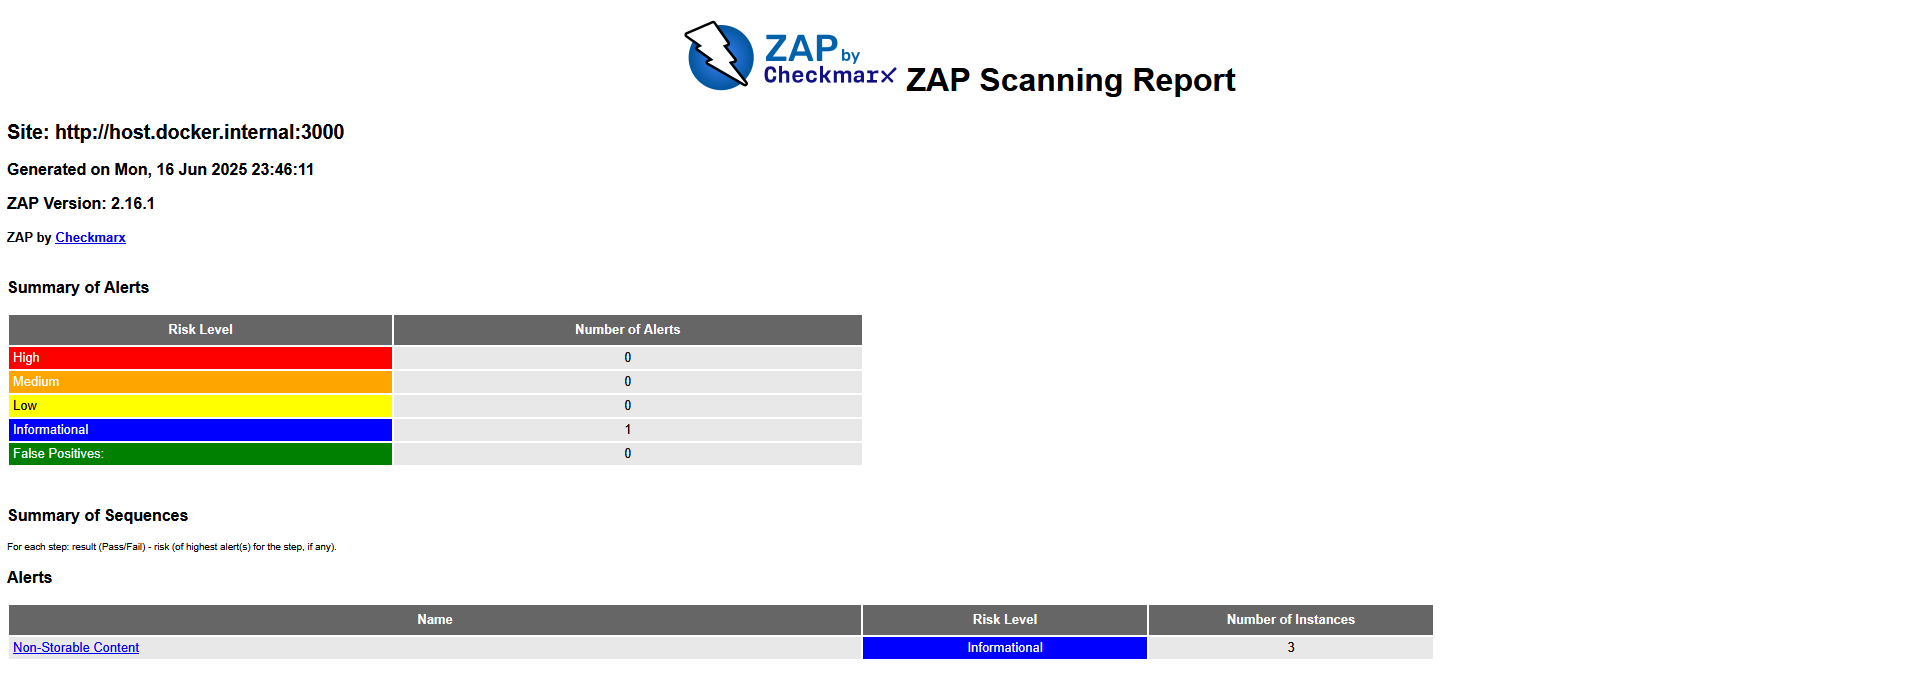 ZAP by
Checkmarx ZAP Scanning Report
Site: http://host.docker.internal:3000
Generated on Mon, 16 Jun 2025 23:46:11
ZAP Version: 2.16.1
ZAP by Checkmarx
Summary of Alerts
Risk Level Number of Alerts
High 0
Medium 0
Low 0
Informational 1
False Positives: 0
Summary of Sequences
For each step: result (Pass/Fail) - risk (of highest alert(s) for the step, if any).
Alerts
Name Risk Level Number of Instances
Non-Storable Content Informational 3